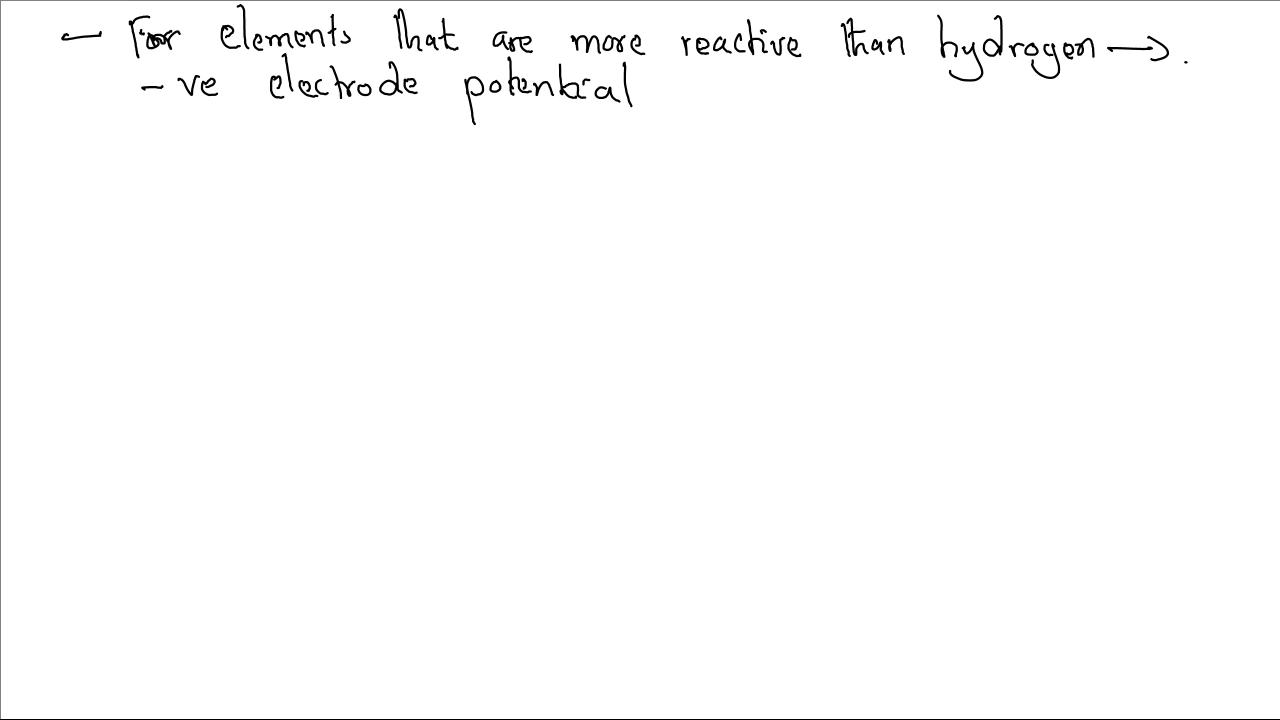 - For elements that are more reactive than hydrogen → .
-ve electrode potential